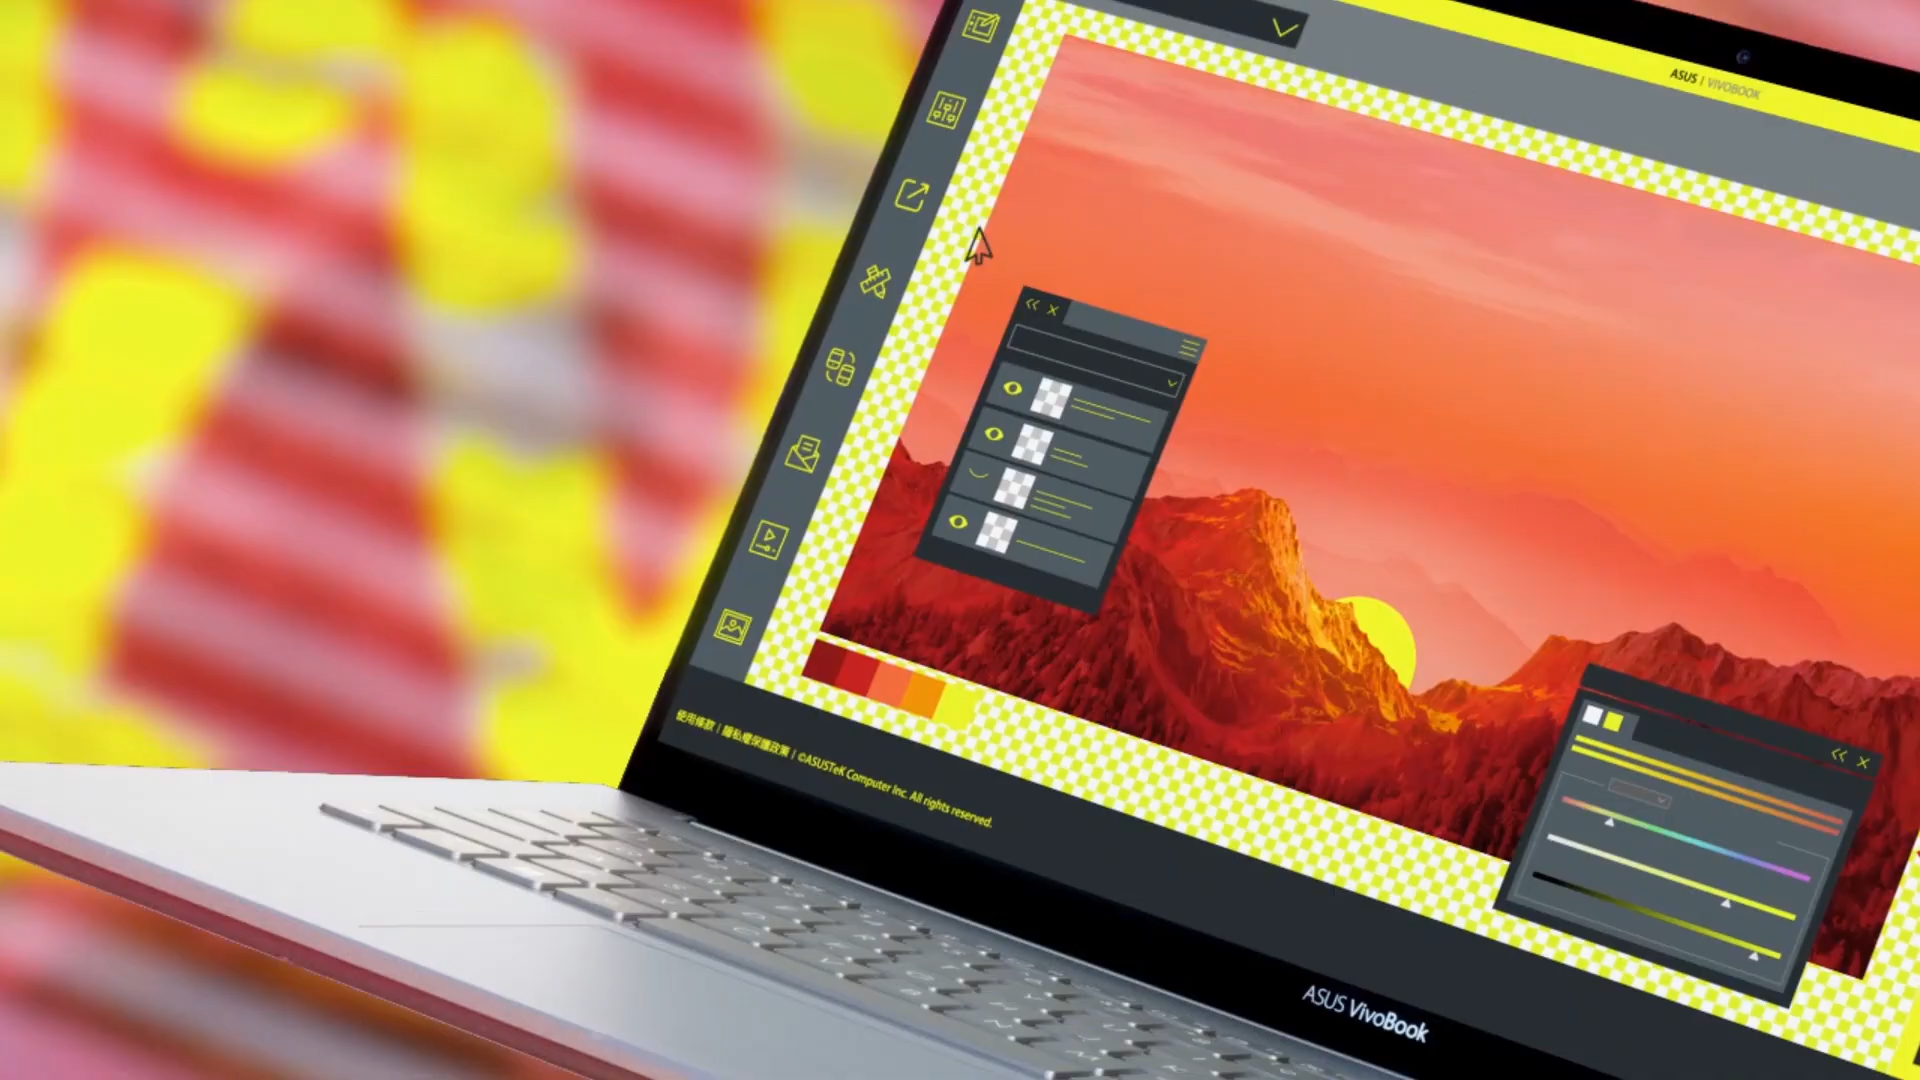 ASUS | VIVOBOOK
使用條款 | 隱私權保護政策 | ©ASUSTeK Computer Inc. All rights reserved.
ASUS VivoBook